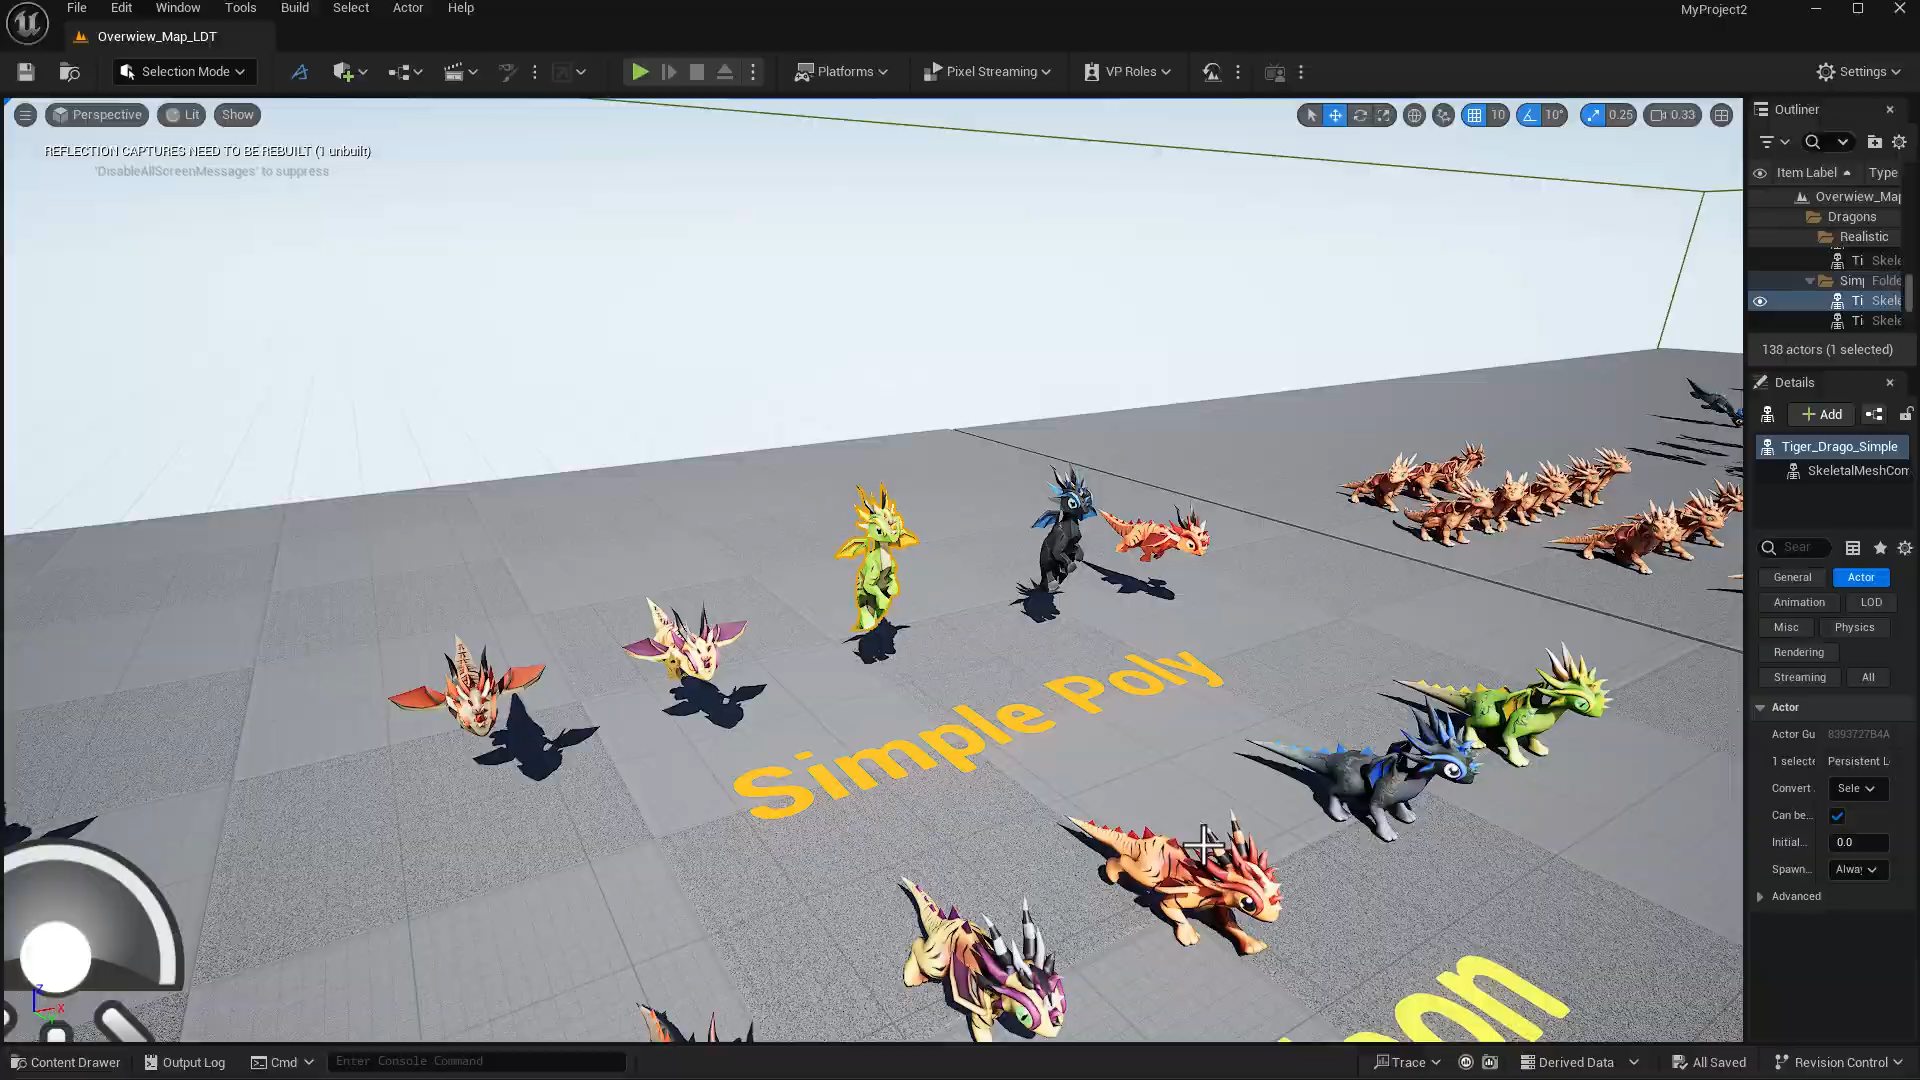 File Edit Window Tools Build Select Actor Help
MyProject2
Overwiew_Map_LDT
Selection Mode
Platforms
Pixel Streaming
VP Roles
Settings
Perspective
Lit
Show
10
10°
0.25
0.33
REFLECTION CAPTURES NEED TO BE REBUILT (1 unbuilt)
'DisableAllScreenMessages' to suppress
Simple Poly
Outliner
Item Label
Type
Overwiew_Map
Dragons
Realistic
Ti Skele
Simp Folde
Ti Skele
Ti Skele
138 actors (1 selected)
Details
Add
Tiger_Drago_Simple
SkeletalMeshCom
Sear
General
Actor
Animation
LOD
Misc
Physics
Rendering
Streaming
All
Actor
Actor Gu 8393727B4A
1 selecte Persistent L
Convert Sele
Can be...
Initial... 0.0
Spawn... Alwa
Advanced
Content Drawer
Output Log
Cmd
Enter Console Command
Trace
Derived Data
All Saved
Revision Control